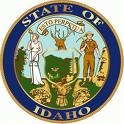 STATE OF
ESTO PERPETUA
IDAHO